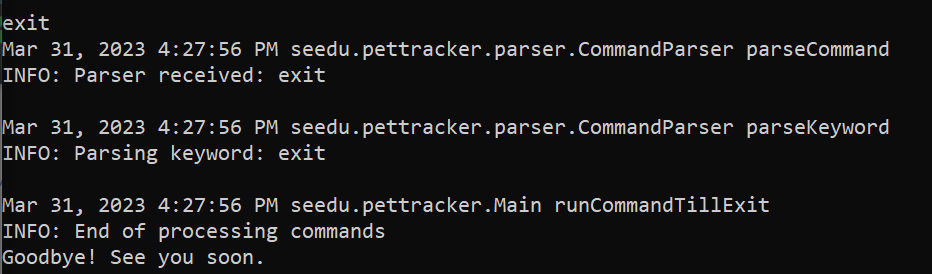 exit
Mar 31, 2023 4:27:56 PM seedu.pettracker.parser.CommandParser parseCommand
INFO: Parser received: exit
Mar 31, 2023 4:27:56 PM seedu.pettracker.parser.CommandParser parseKeyword
INFO: Parsing keyword: exit
Mar 31, 2023 4:27:56 PM seedu.pettracker.Main runCommandTillExit
INFO: End of processing commands
Goodbye! See you soon.